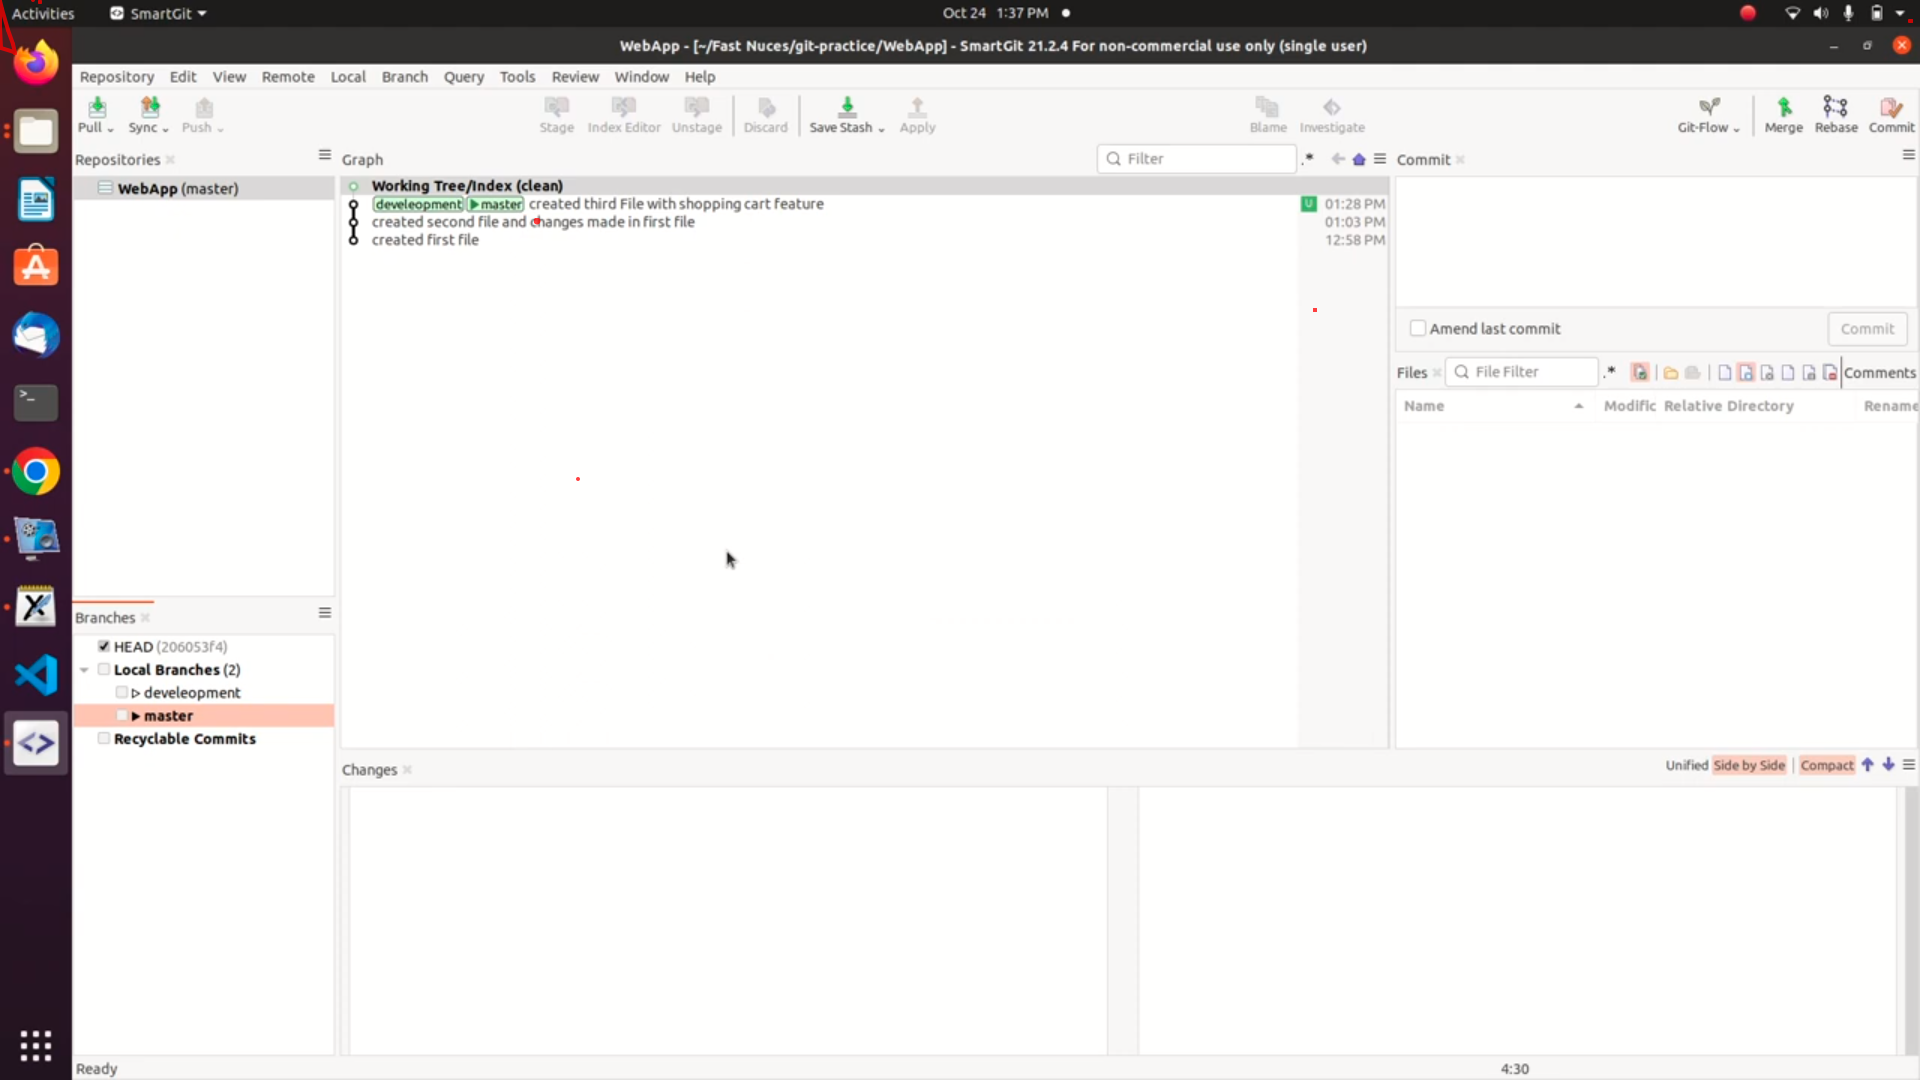 Activities SmartGit Oct 24 1:37 PM
WebApp - [~/Fast Nuces/git-practice/WebApp] - SmartGit 21.2.4 For non-commercial use only (single user)
Repository Edit View Remote Local Branch Query Tools Review Window Help
Pull Sync Push Stage Index Editor Unstage Discard Save Stash Apply Blame Investigate Git-Flow Merge Rebase Commit
Repositories
WebApp (master)
Graph Filter .*
Working Tree/Index (clean)
develeopment master created third File with shopping cart feature U 01:28 PM
created second file and changes made in first file 01:03 PM
created first file 12:58 PM
Commit
Amend last commit Commit
Files File Filter .* Comments
Name Modific Relative Directory Rename
Branches
HEAD (206053f4)
Local Branches (2)
develeopment
master
Recyclable Commits
Changes Unified Side by Side Compact
Ready 4:30